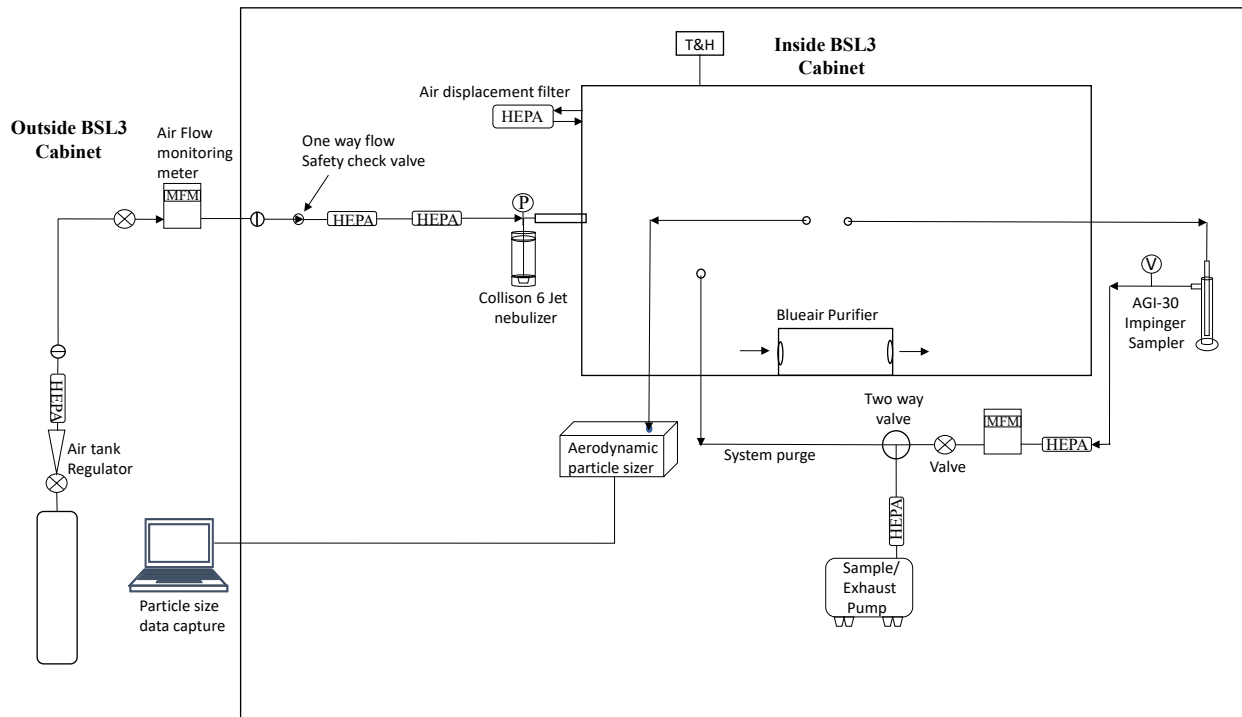 Outside BSL3
Cabinet
Air Flow
monitoring
meter
MFM
HEPA
Air tank
Regulator
Particle size
data capture
One way flow
Safety check valve
HEPA
HEPA
P
Collison 6 Jet
nebulizer
Air displacement filter
HEPA
T&H
Inside BSL3
Cabinet
Blueair Purifier
V
AGI-30
Impinger
Sampler
Aerodynamic
particle sizer
System purge
Two way
valve
Valve
MFM
HEPA
HEPA
Sample/
Exhaust
Pump